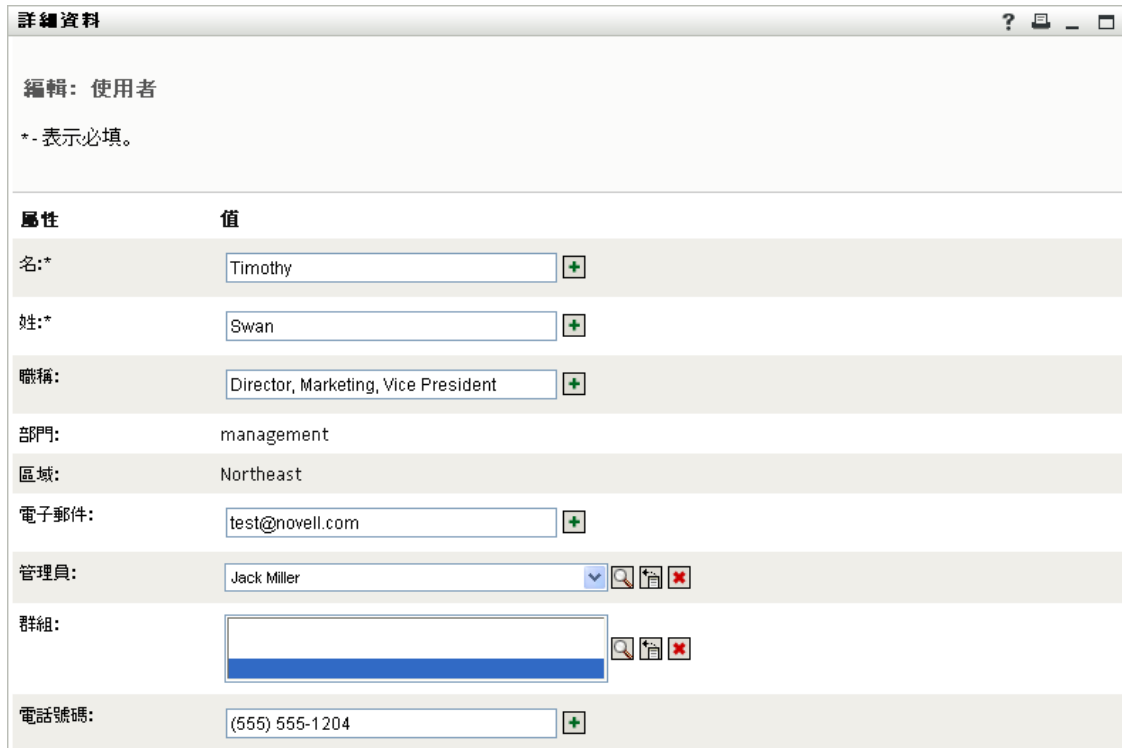 詳細資料
編輯: 使用者
*- 表示必填。
屬性 值
名:* Timothy
姓:* Swan
職稱: Director, Marketing, Vice President
部門: management
區域: Northeast
電子郵件: test@novell.com
管理員: Jack Miller
群組:
電話號碼: (555) 555-1204